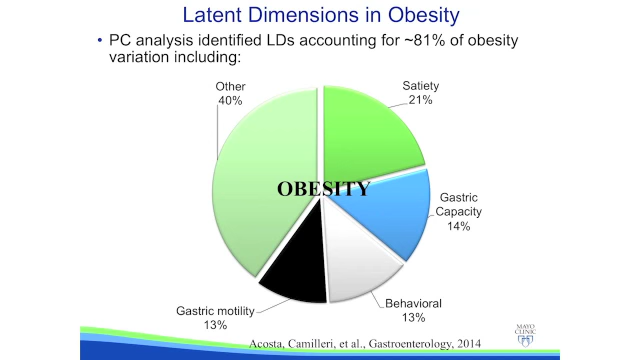 Latent Dimensions in Obesity
• PC analysis identified LDs accounting for ~81% of obesity
variation including:
Other
40%
Satiety
21%
OBESITY
Gastric
Capacity
14%
Behavioral
13%
Gastric motility
13%
Acosta, Camilleri, et al., Gastroenterology, 2014
MAYO
CLINIC